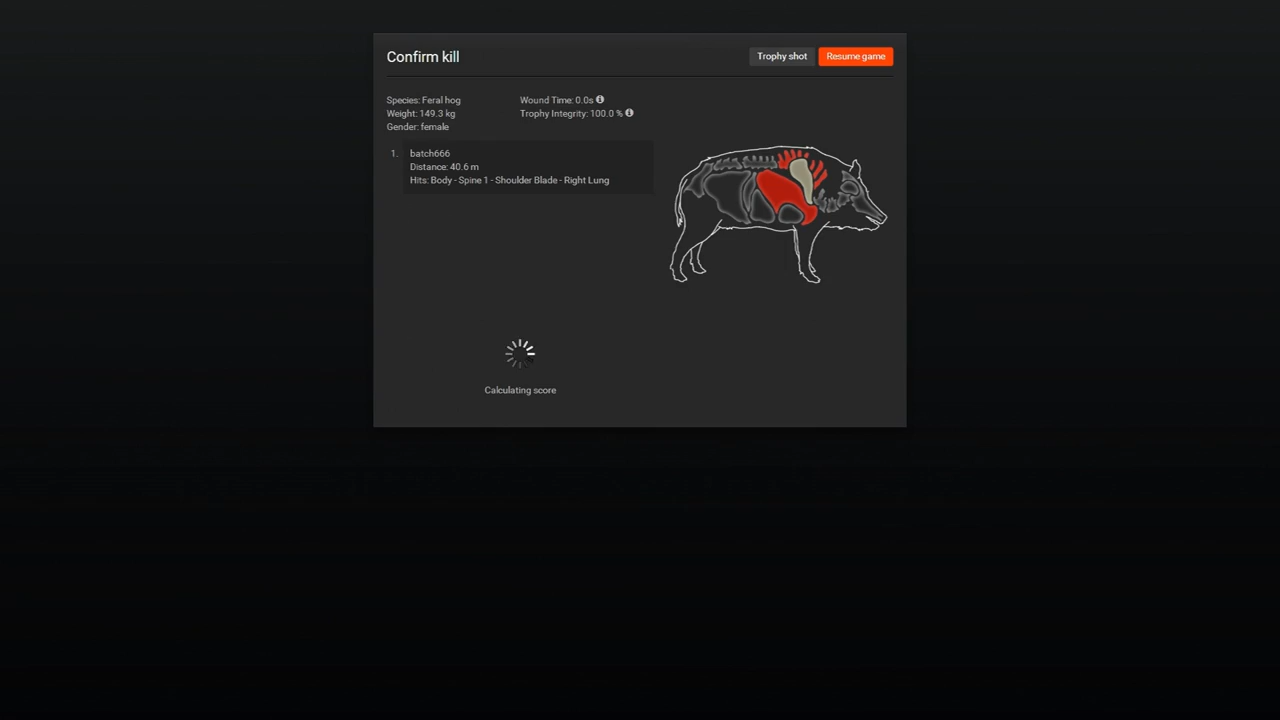 Confirm kill
Trophy shot
Resume game
Species: Feral hog
Weight: 149.3 kg
Gender: female
Wound Time: 0.0s
Trophy Integrity: 100.0 %
1. batch666
Distance: 40.6 m
Hits: Body - Spine 1 - Shoulder Blade - Right Lung
Calculating score